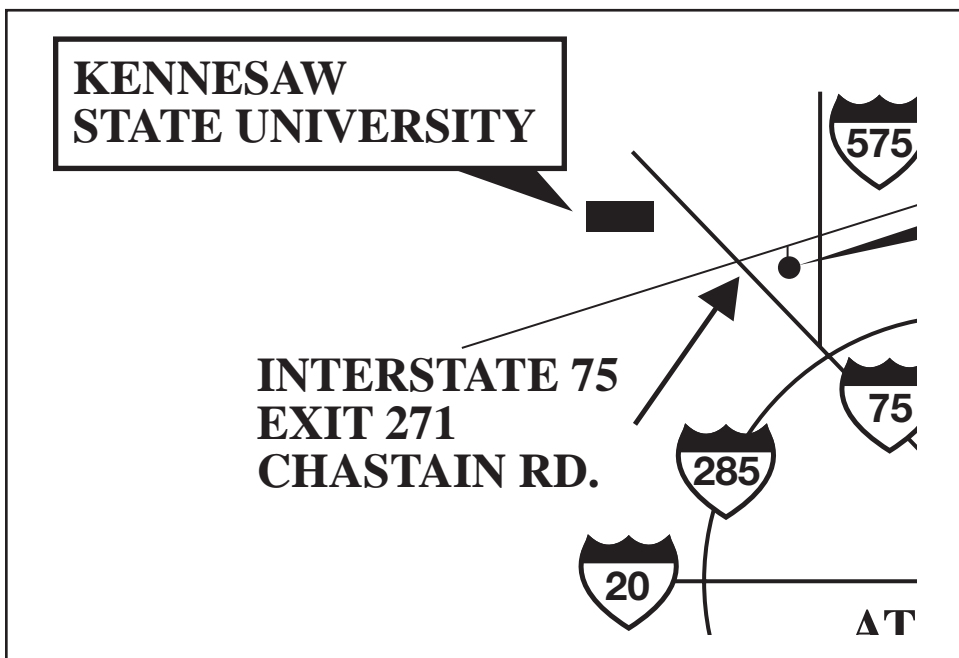 KENNESAW
STATE UNIVERSITY
575
INTERSTATE 75
EXIT 271
CHASTAIN RD.
75
285
20